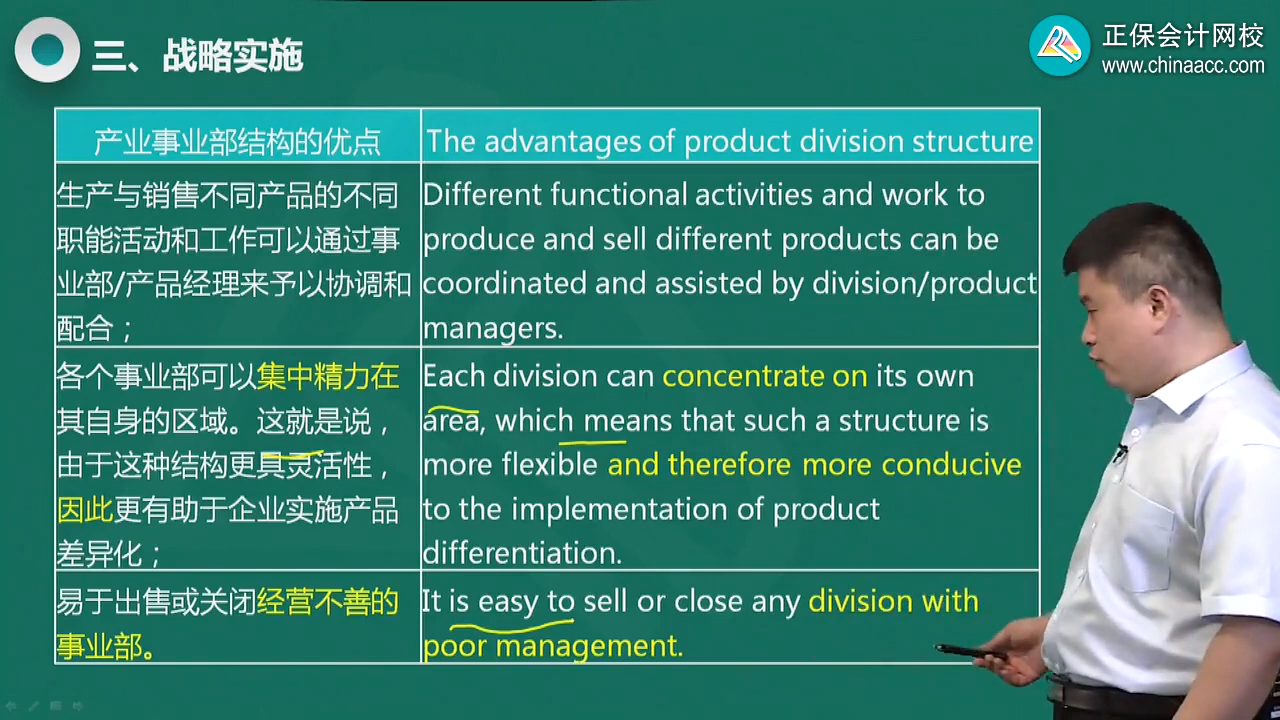 三、战略实施
正保会计网校
www.chinaacc.com
产业事业部结构的优点
The advantages of product division structure
生产与销售不同产品的不同
职能活动和工作可以通过事
业部/产品经理来予以协调和
配合；
Different functional activities and work to
produce and sell different products can be
coordinated and assisted by division/product
managers.
各个事业部可以集中精力在
其自身的区域。这就是说，
由于这种结构更具灵活性，
因此更有助于企业实施产品
差异化；
Each division can concentrate on its own
area, which means that such a structure is
more flexible and therefore more conducive
to the implementation of product
differentiation.
易于出售或关闭经营不善的
事业部。
It is easy to sell or close any division with
poor management.